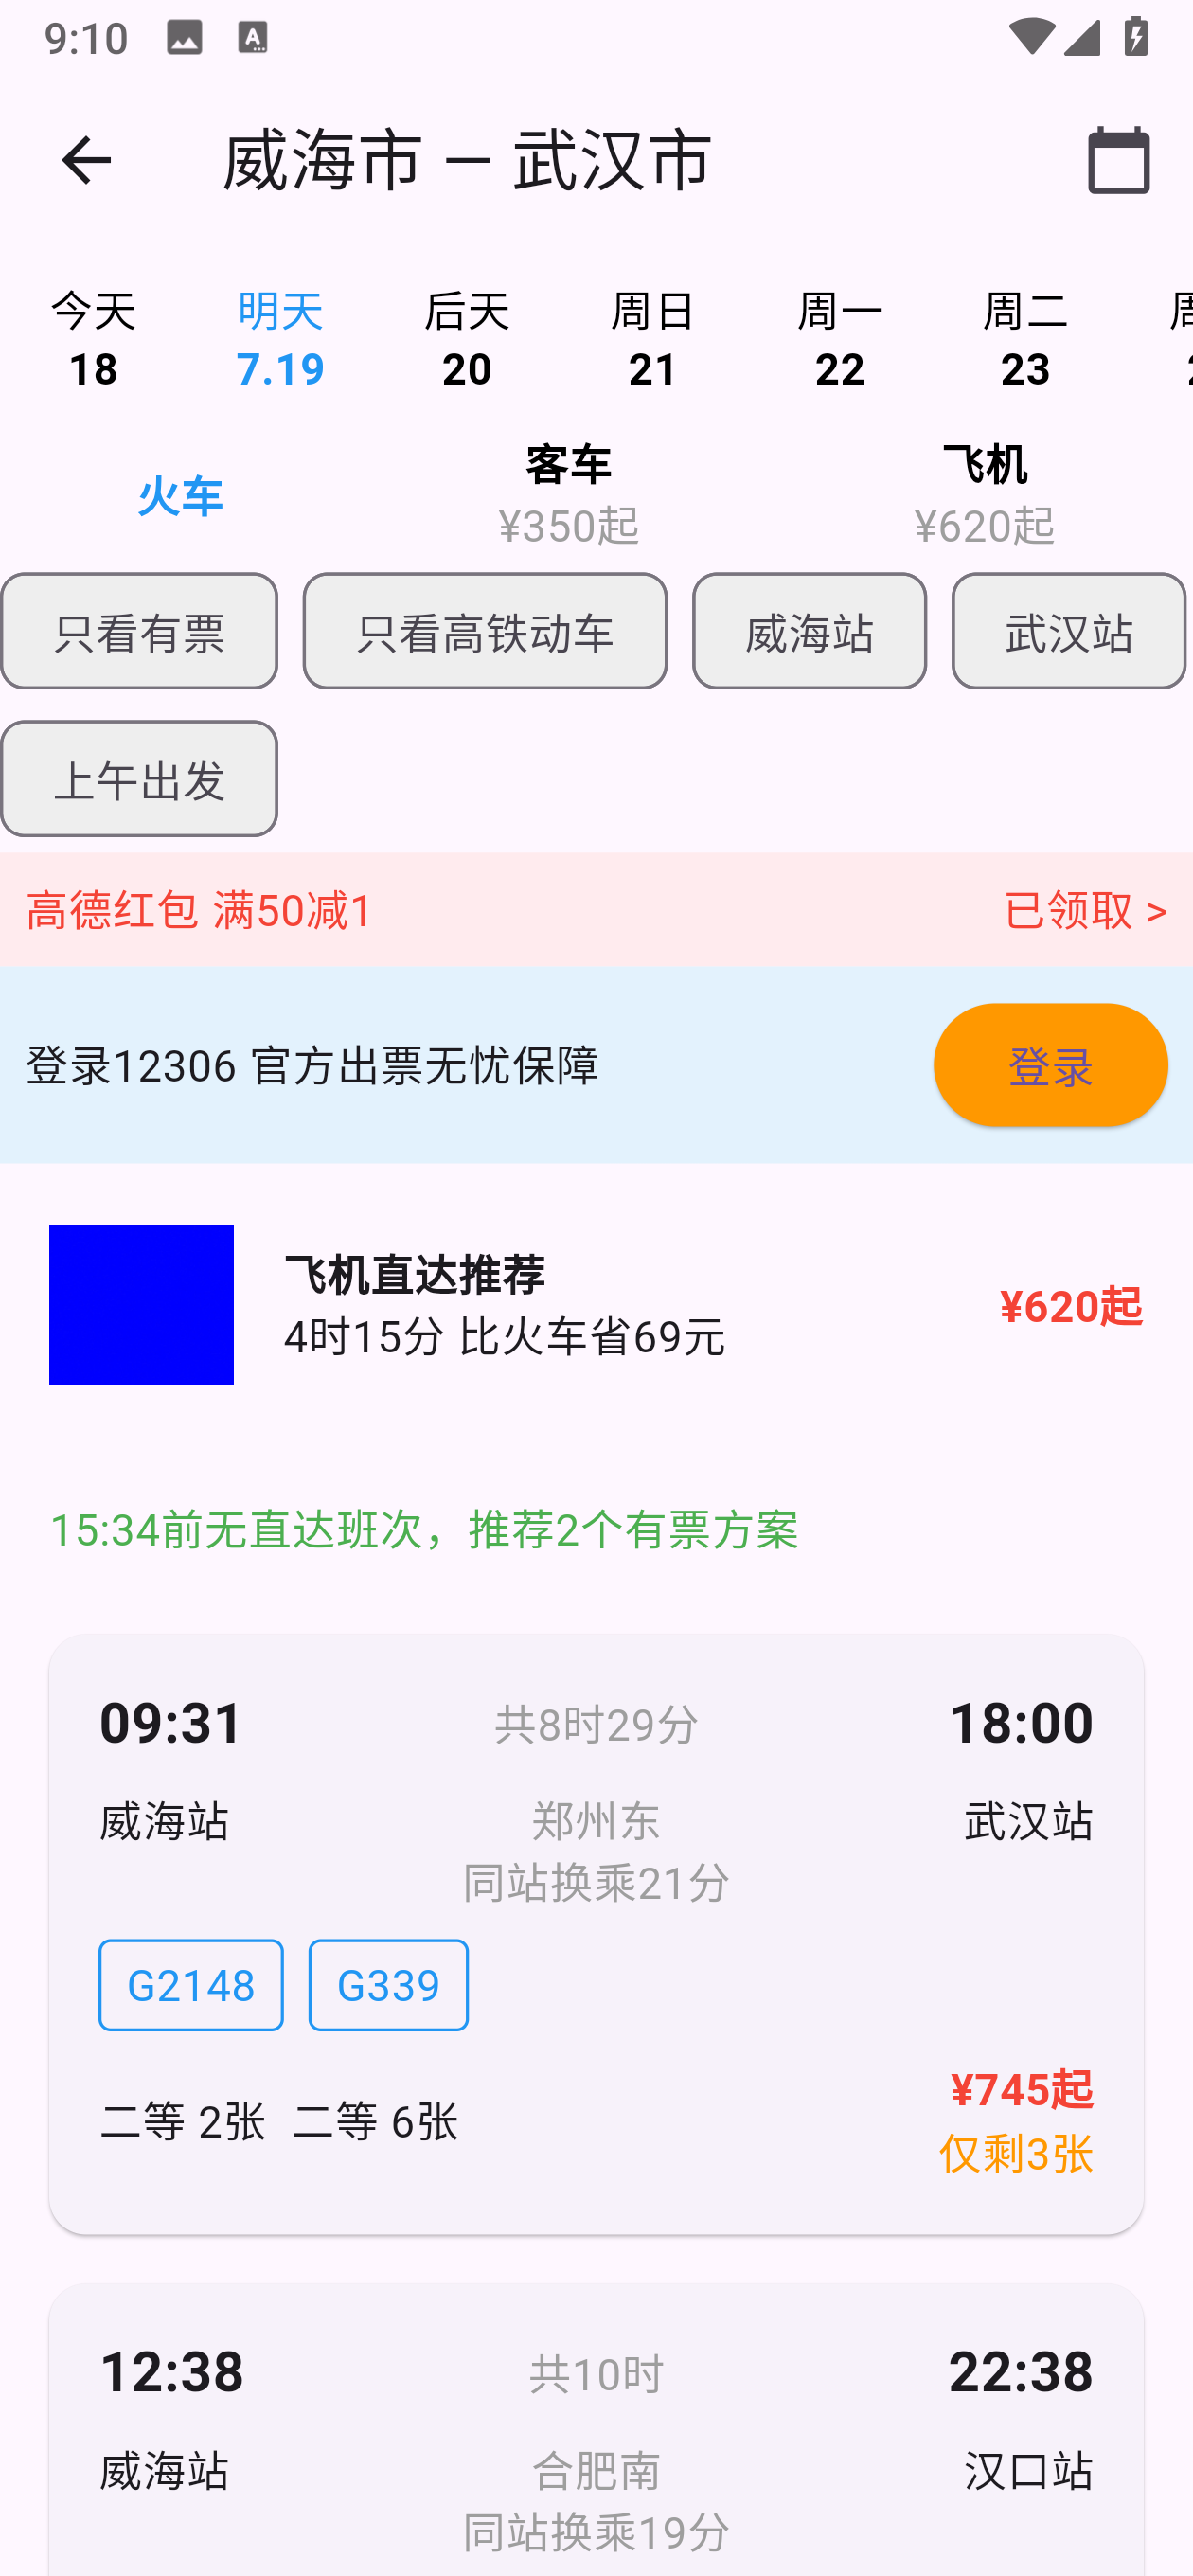 9:10
威海市 — 武汉市
今天 明天 后天 周日 周一 周二
18 7.19 20 21 22 23
火车 客车 飞机
¥350起 ¥620起
只看有票 只看高铁动车 威海站 武汉站
上午出发
高德红包 满50减1 已领取 >
登录12306 官方出票无忧保障 登录
飞机直达推荐
4时15分 比火车省69元 ¥620起
15:34前无直达班次，推荐2个有票方案
09:31 共8时29分 18:00
威海站 郑州东 武汉站
同站换乘21分
G2148 G339
二等 2张 二等 6张 ¥745起
仅剩3张
12:38 共10时 22:38
威海站 合肥南 汉口站
同站换乘19分